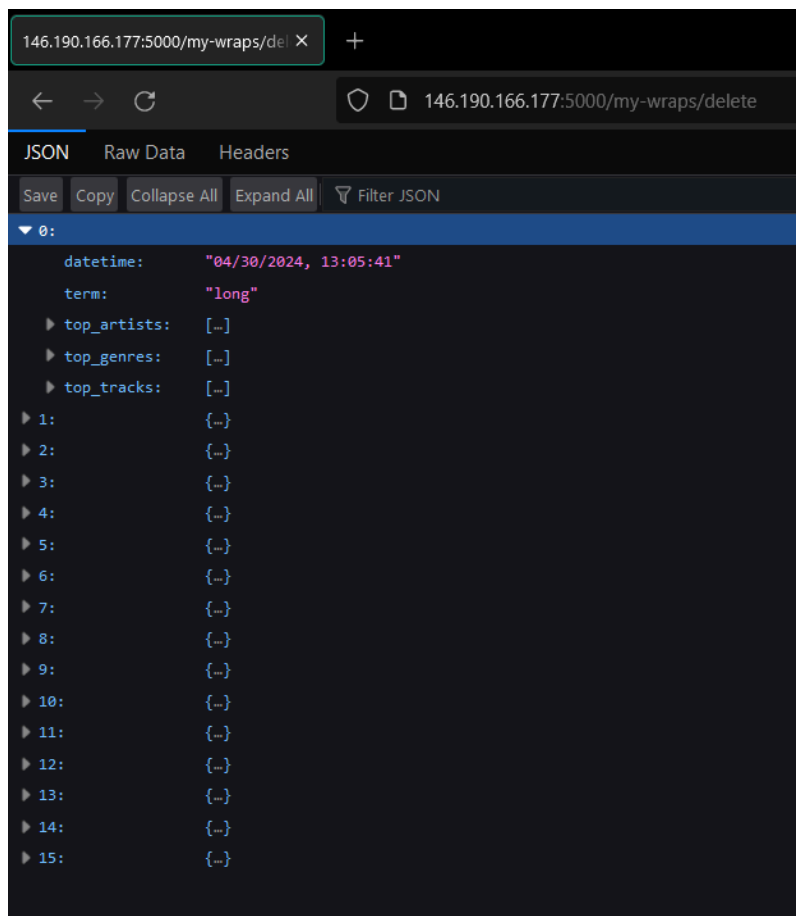 146.190.166.177:5000/my-wraps/del
146.190.166.177:5000/my-wraps/delete
JSON Raw Data Headers
Save Copy Collapse All Expand All Filter JSON
0:
datetime: "04/30/2024, 13:05:41"
term: "long"
top_artists: […]
top_genres: […]
top_tracks: […]
1: {…}
2: {…}
3: {…}
4: {…}
5: {…}
6: {…}
7: {…}
8: {…}
9: {…}
10: {…}
11: {…}
12: {…}
13: {…}
14: {…}
15: {…}